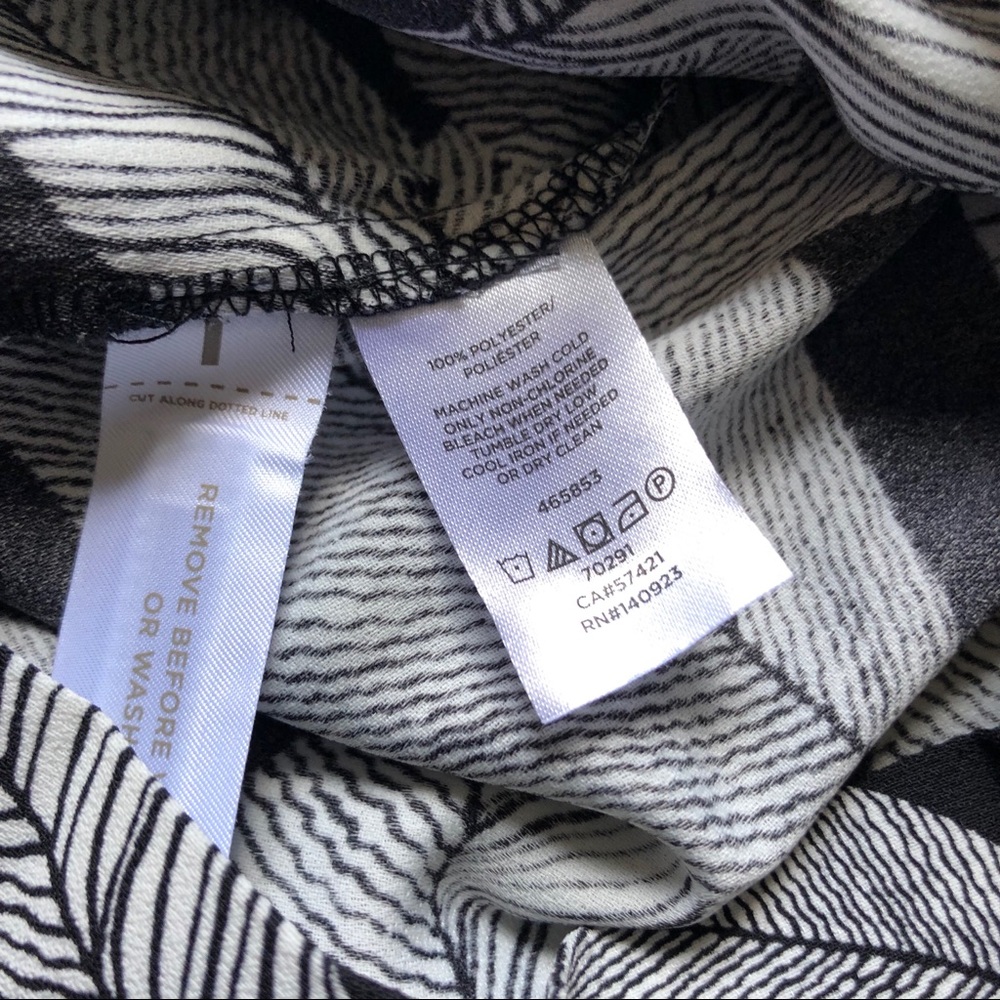 CUT ALONG DOTTER LINE
REMOVE BEFORE
OR WASH
100% POLYESTER/
POLIÉSTER
MACHINE WASH COLD
ONLY NON-CHLORINE
BLEACH WHEN NEEDED
TUMBLE DRY LOW
COOL IRON IF NEEDED
OR DRY CLEAN
465853
P
70291
CA#57421
RN#140923